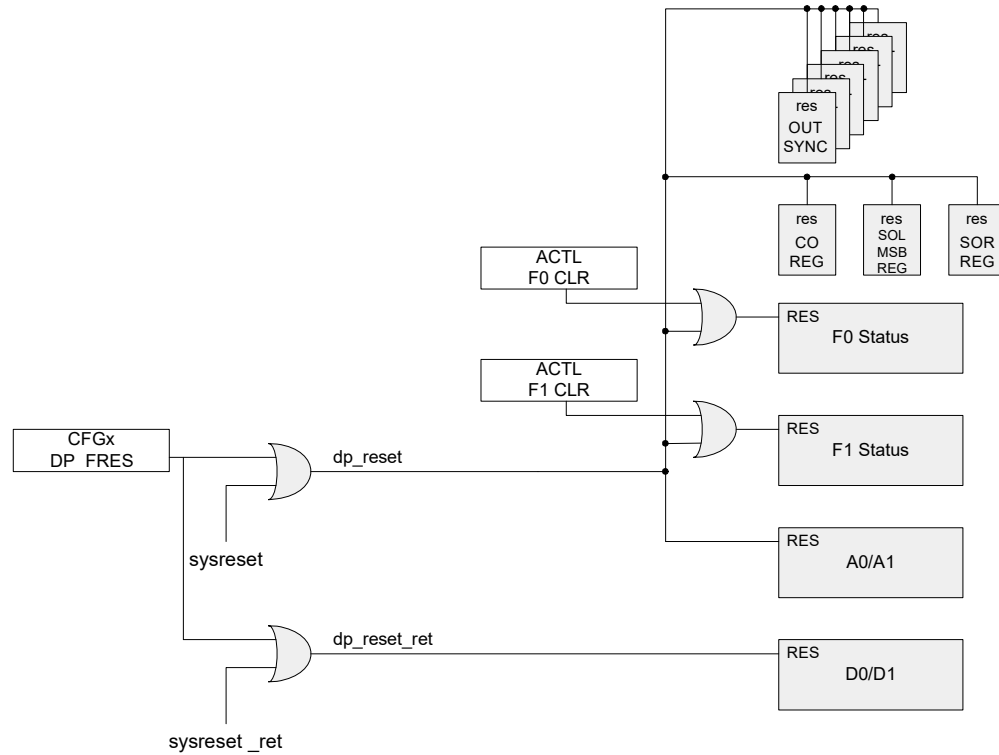 res
res
res
res
res
res
OUT
SYNC
res
CO
REG
res
SOL
MSB
REG
res
SOR
REG
ACTL
F0 CLR
RES
F0 Status
ACTL
F1 CLR
RES
F1 Status
CFGx
DP_FRES
dp_reset
sysreset
RES
A0/A1
dp_reset_ret
RES
D0/D1
sysreset _ret